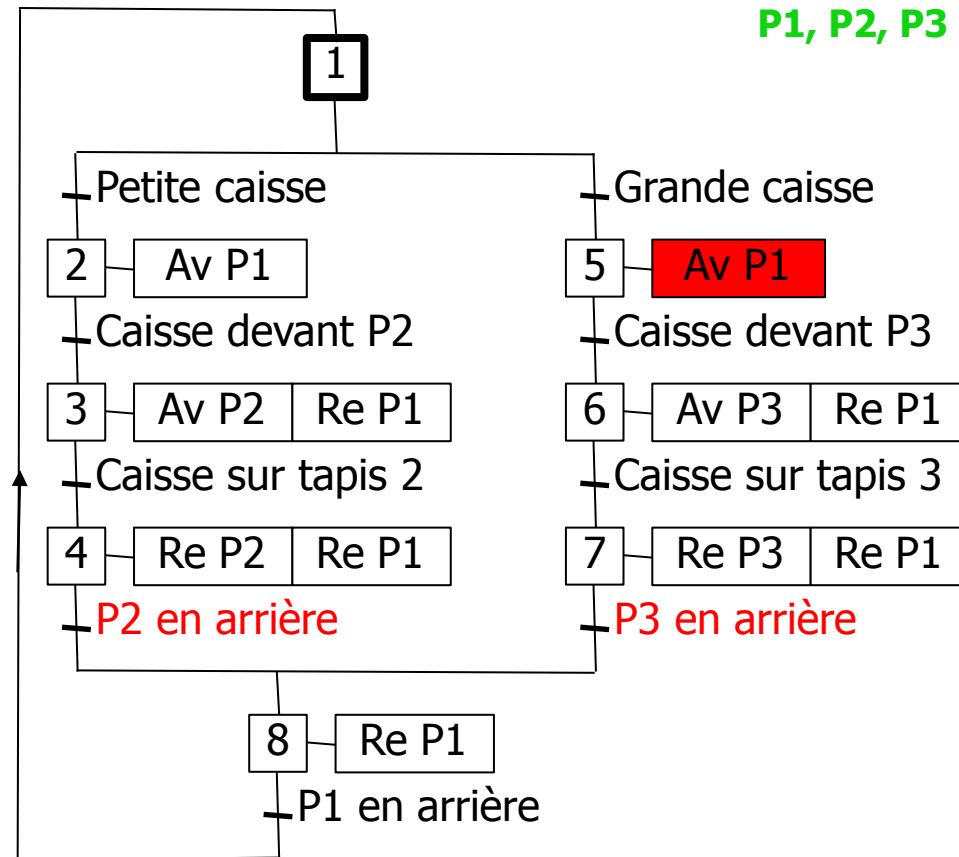 P1, P2, P3
1
Petite caisse Grande caisse
2 Av P1 5 Av P1
Caisse devant P2 Caisse devant P3
3 Av P2 Re P1 6 Av P3 Re P1
Caisse sur tapis 2 Caisse sur tapis 3
4 Re P2 Re P1 7 Re P3 Re P1
P2 en arrière P3 en arrière
8 Re P1
P1 en arrière